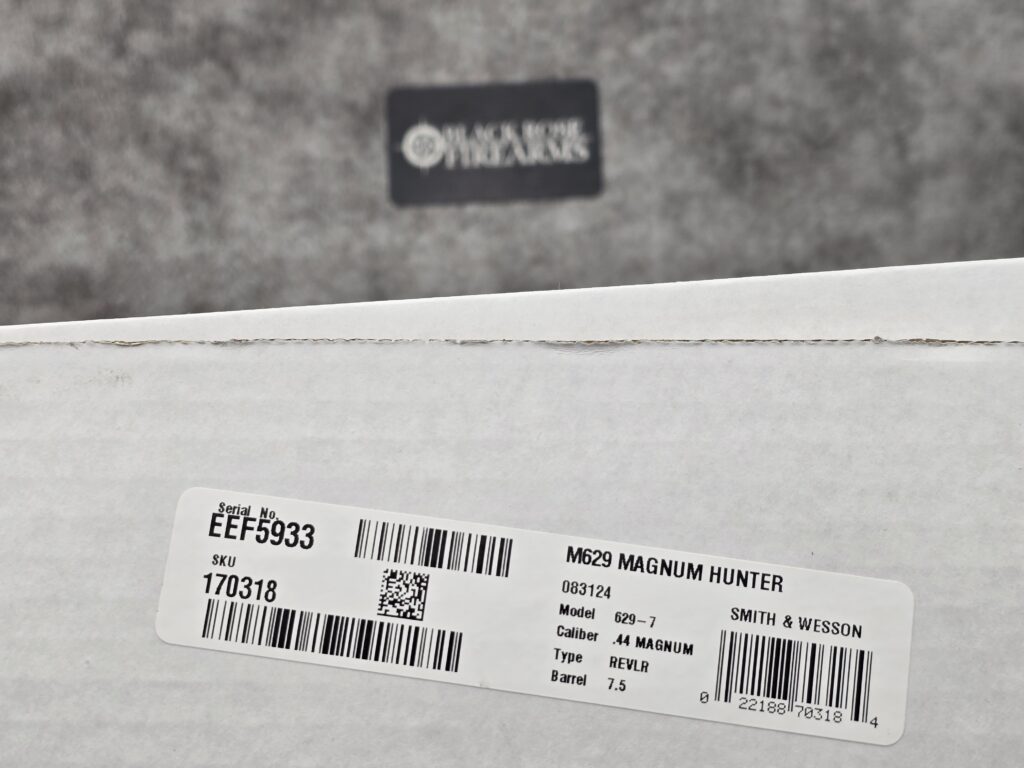 BLACK ROSE
FIREARMS
Serial No.
EEF5933
SKU
170318
M629 MAGNUM HUNTER
083124
Model 629-7
Caliber .44 MAGNUM
Type REVLR
Barrel 7.5
SMITH & WESSON
0 22188 70318 4